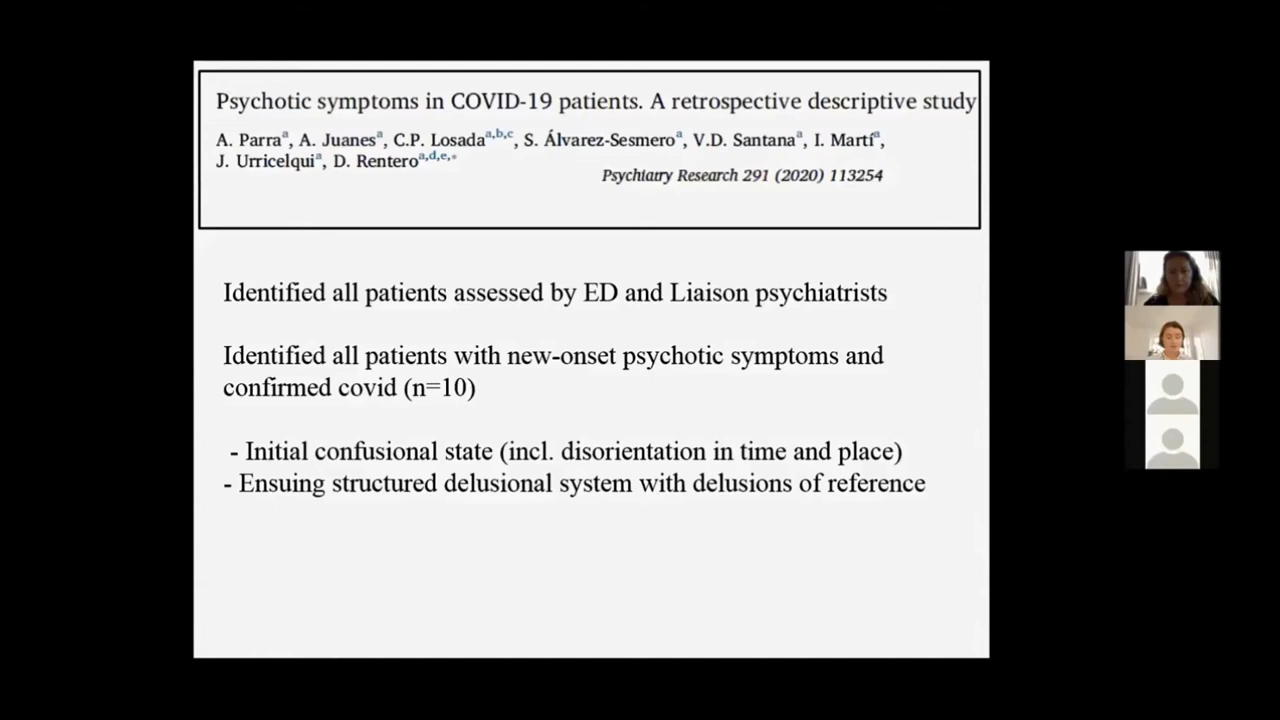 Psychotic symptoms in COVID-19 patients. A retrospective descriptive study
A. Parraᵃ, A. Juanesᵃ, C.P. Losadaᵃ,ᵇ,ᶜ, S. Álvarez-Sesmeroᵃ, V.D. Santanaᵃ, I. Martíᵃ,
J. Urricelquiᵃ, D. Renteroᵃ,ᵈ,ᵉ,*
Psychiatry Research 291 (2020) 113254
Identified all patients assessed by ED and Liaison psychiatrists
Identified all patients with new-onset psychotic symptoms and
confirmed covid (n=10)
- Initial confusional state (incl. disorientation in time and place)
- Ensuing structured delusional system with delusions of reference